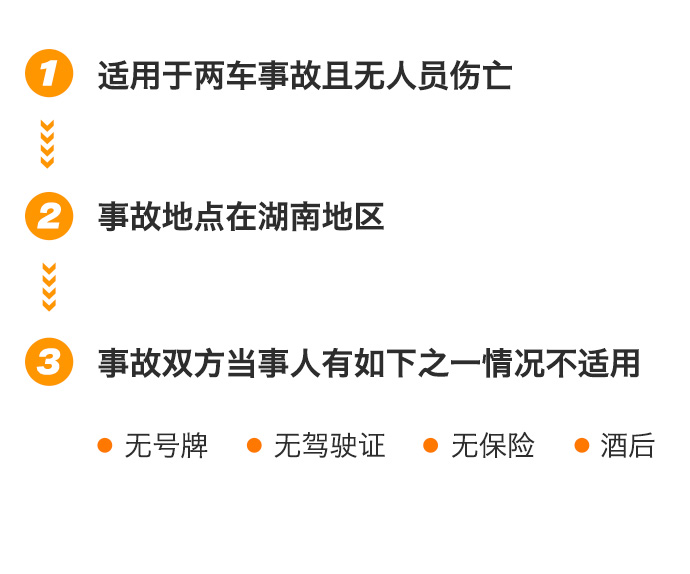 1 适用于两车事故且无人员伤亡
2 事故地点在湖南地区
3 事故双方当事人有如下之一情况不适用
无号牌 无驾驶证 无保险 酒后